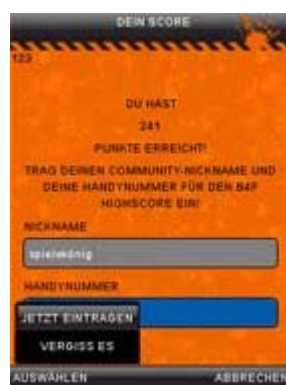 DEIN SCORE
123
DU HAST
241
PUNKTE ERREICHT!
TRAG DEINEN COMMUNITY-NICKNAME UND
DEINE HANDYNUMMER FÜR DEN B4F
HIGHSCORE EIN!
NICKNAME
spielekönig
HANDYNUMMER
JETZT EINTRAGEN
VERGISS ES
AUSWÄHLEN
ABBRECHEN